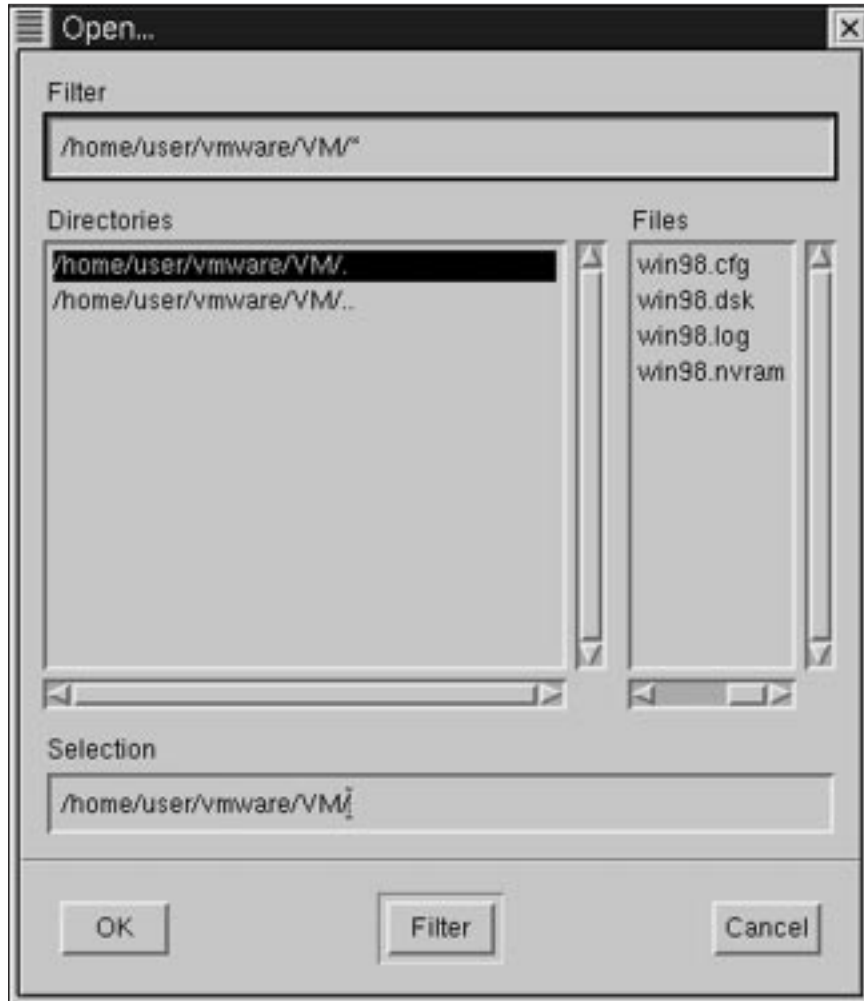 Open...
Filter
/home/user/vmware/VM/*
Directories
/home/user/vmware/VM/.
/home/user/vmware/VM/..
Files
win98.cfg
win98.dsk
win98.log
win98.nvram
Selection
/home/user/vmware/VM/
OK
Filter
Cancel